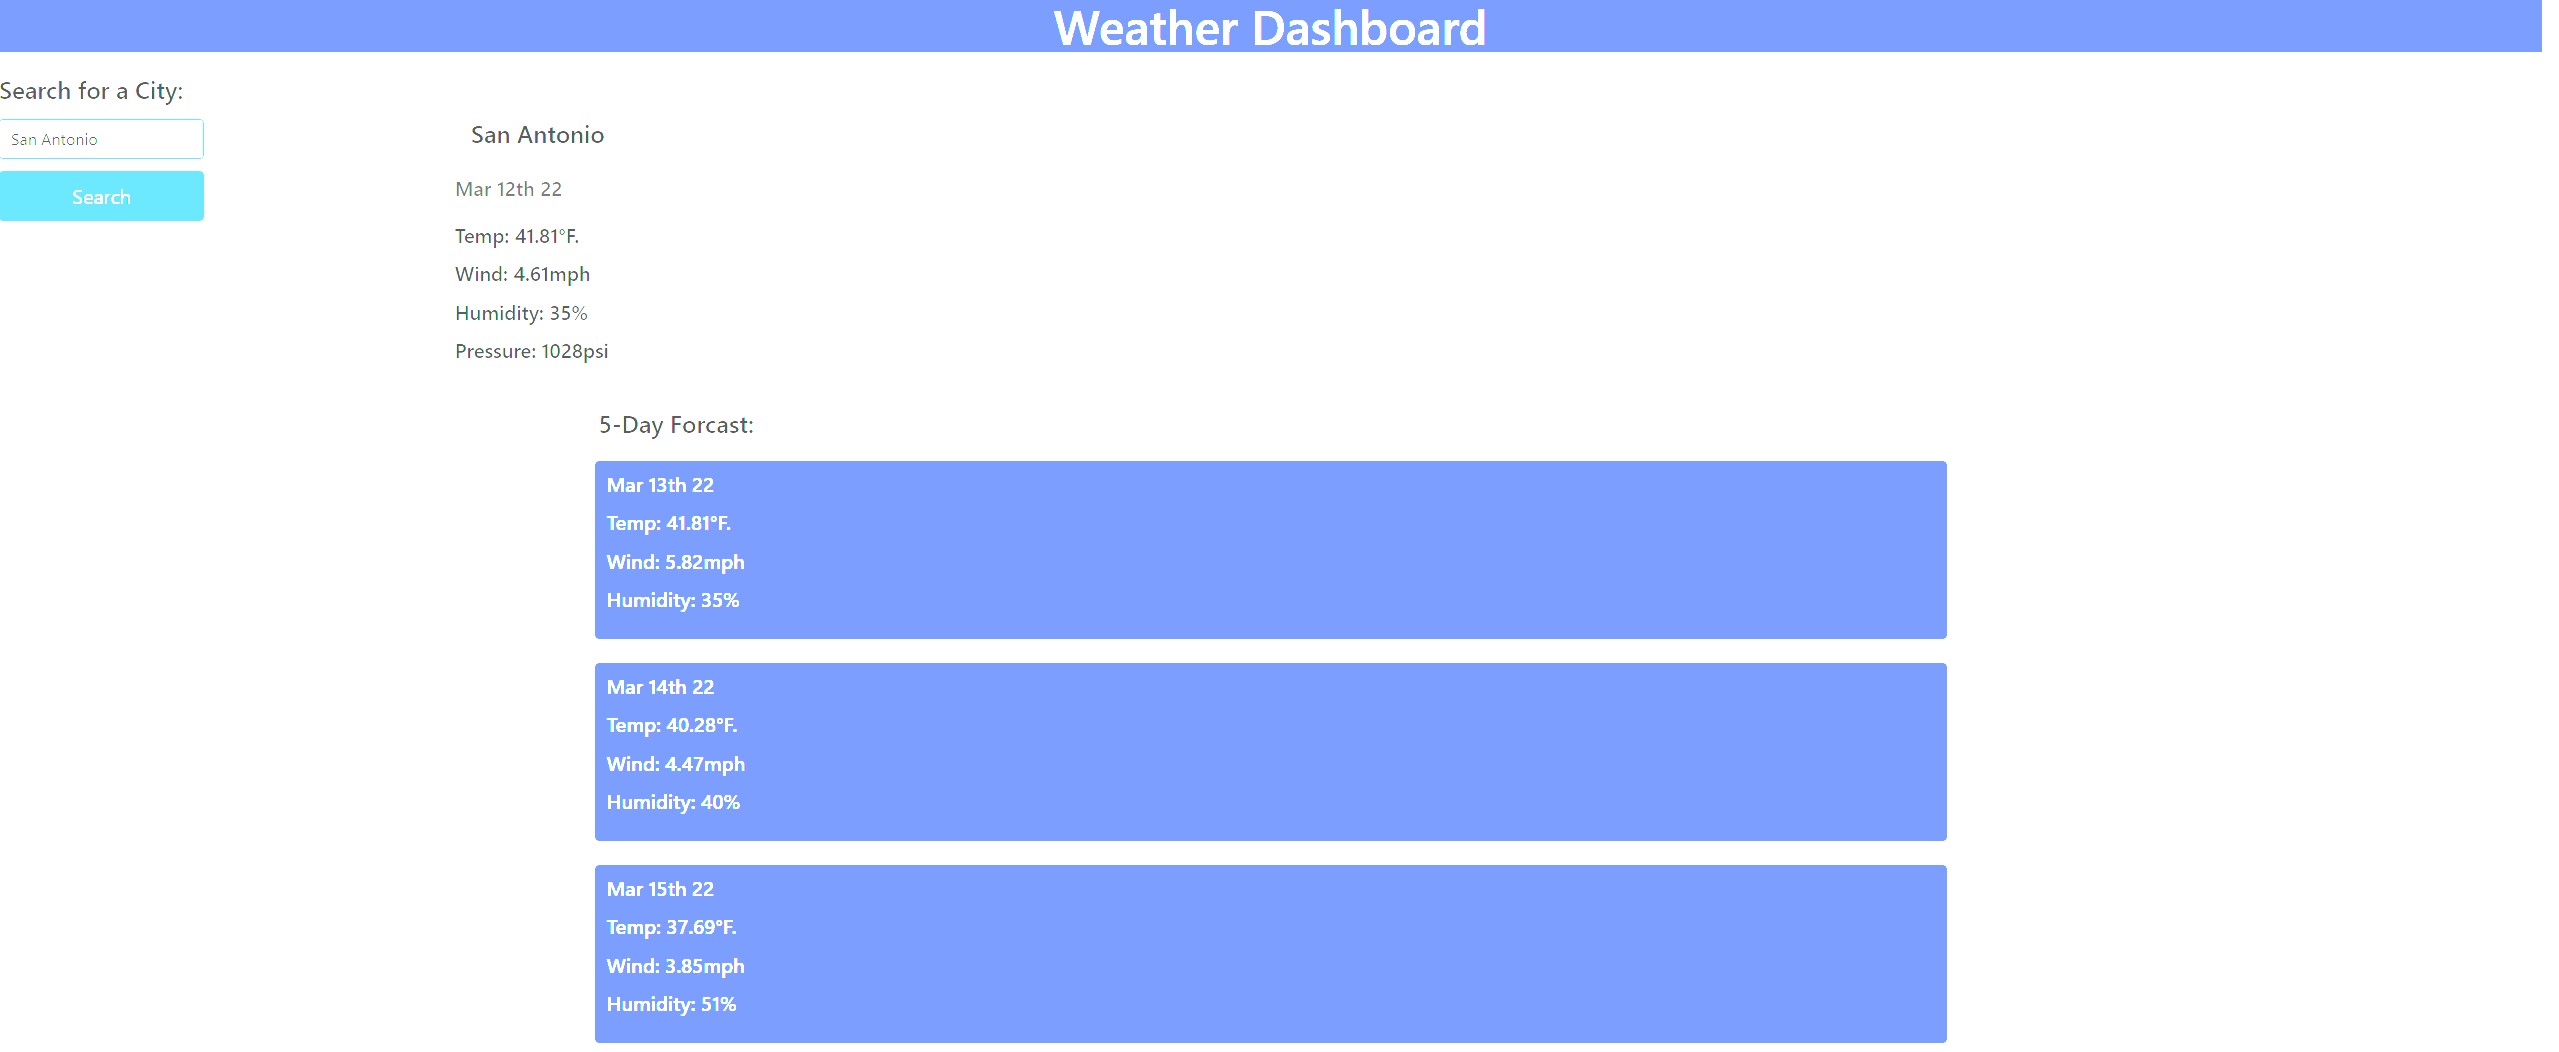 Weather Dashboard
Search for a City:
San Antonio
Search
San Antonio
Mar 12th 22
Temp: 41.81°F.
Wind: 4.61mph
Humidity: 35%
Pressure: 1028psi
5-Day Forcast:
Mar 13th 22
Temp: 41.81°F.
Wind: 5.82mph
Humidity: 35%
Mar 14th 22
Temp: 40.28°F.
Wind: 4.47mph
Humidity: 40%
Mar 15th 22
Temp: 37.69°F.
Wind: 3.85mph
Humidity: 51%